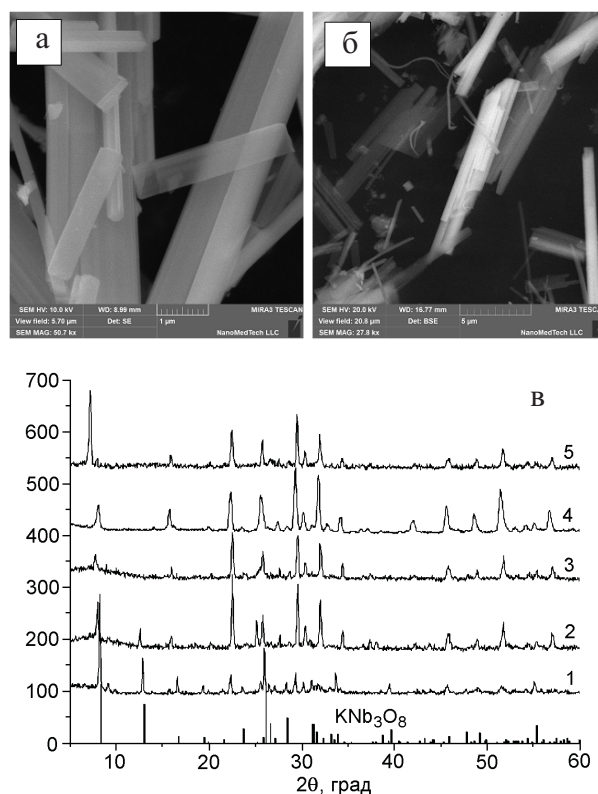 а
б
SEM HV: 10.0 kV WD: 8.99 mm MIRA3 TESCAN
View field: 5.70 µm Det: SE 1 µm
SEM MAG: 50.7 kx NanoMedTech LLC
SEM HV: 20.0 kV WD: 16.77 mm MIRA3 TESCA
View field: 20.8 µm Det: BSE 5 µm
SEM MAG: 27.8 kx NanoMedTech LLC
700
в
600
5
500
4
400
3
300
2
200
1
100
KNb₃O₈
0
10 20 30 40 50 60
2θ, град